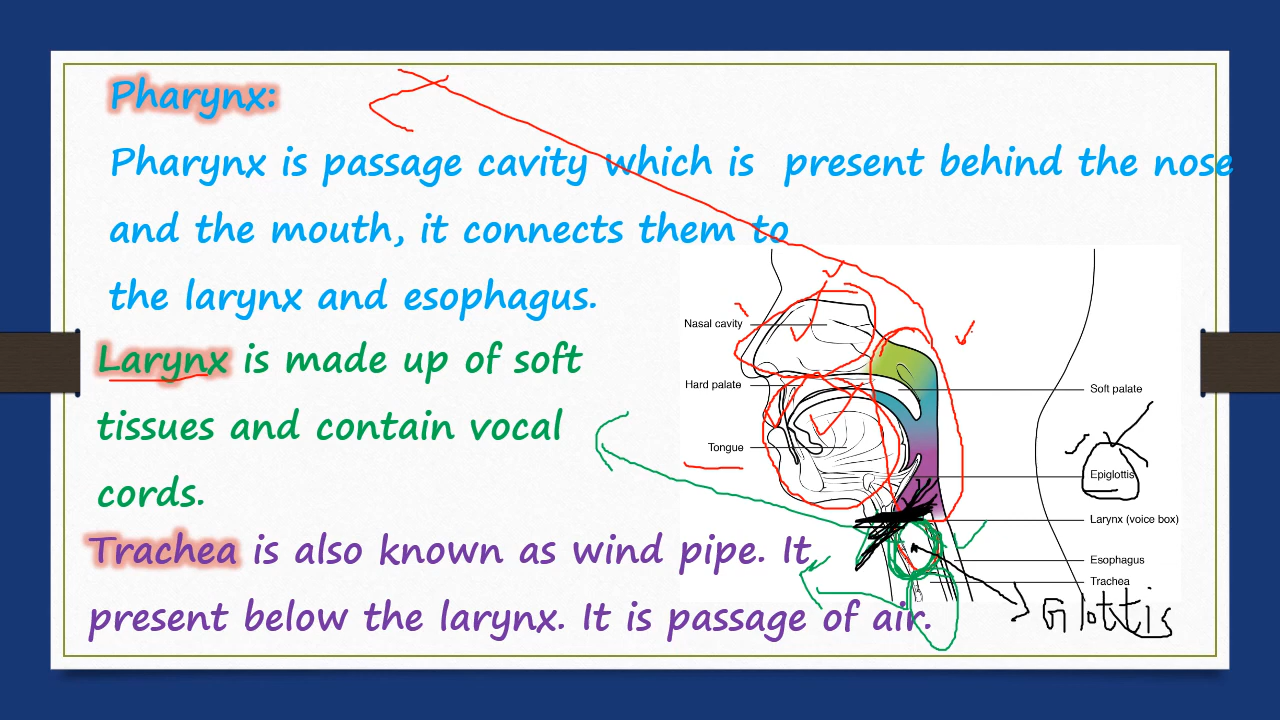 Pharynx:
Pharynx is passage cavity which is present behind the nose
and the mouth, it connects them to
the larynx and esophagus.
Larynx is made up of soft
tissues and contain vocal
cords.
Trachea is also known as wind pipe. It
present below the larynx. It is passage of air.
Nasal cavity
Hard palate
Tongue
Soft palate
Epiglottis
Larynx (voice box)
Esophagus
Trachea
Glottis